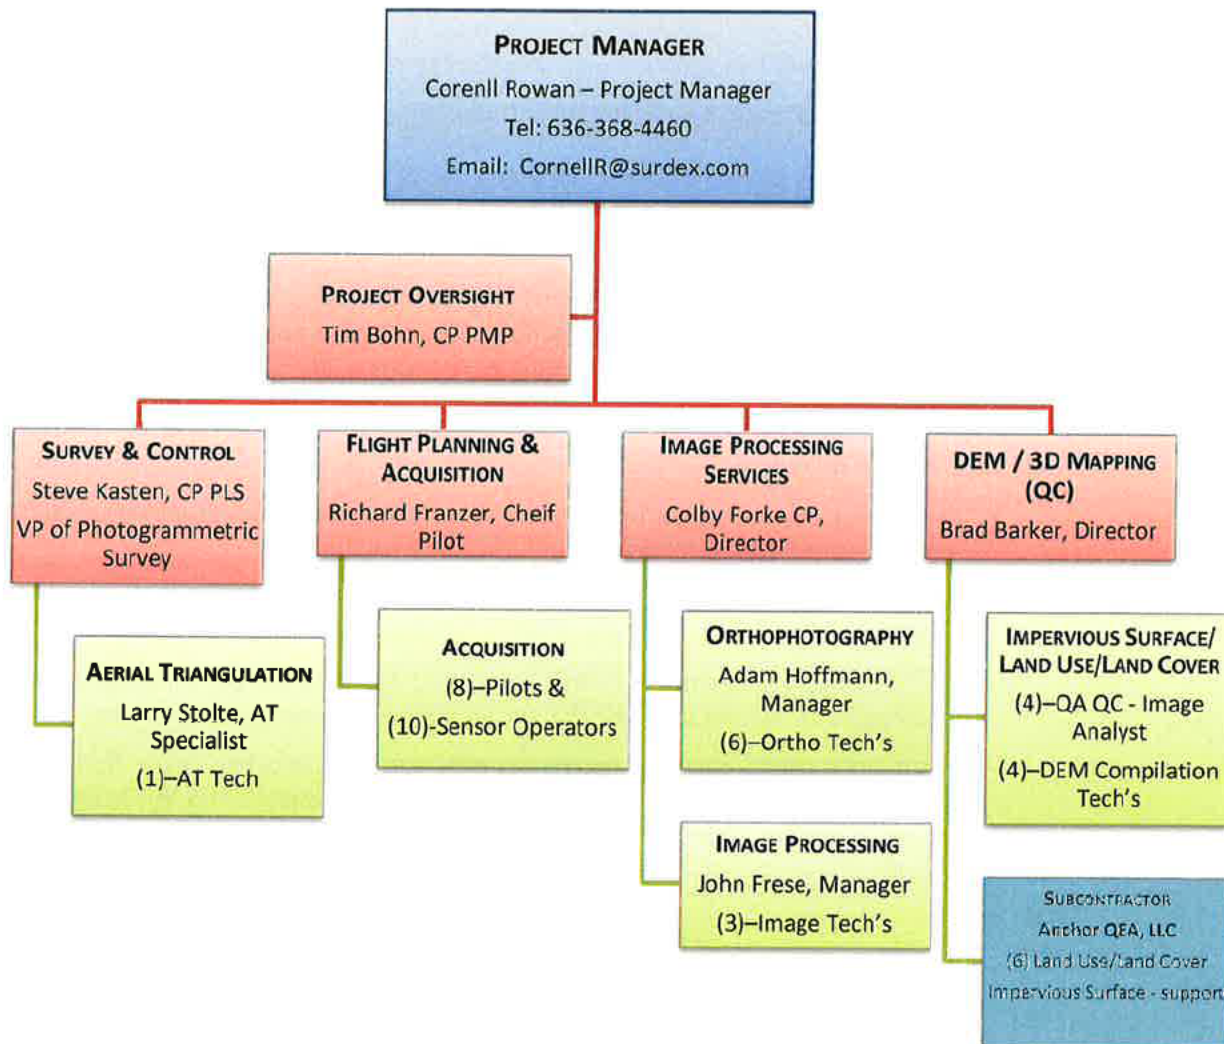 PROJECT MANAGER
Corenll Rowan – Project Manager
Tel: 636-368-4460
Email: CornellR@surdex.com
PROJECT OVERSIGHT
Tim Bohn, CP PMP
SURVEY & CONTROL
Steve Kasten, CP PLS
VP of Photogrammetric
Survey
FLIGHT PLANNING &
ACQUISITION
Richard Franzer, Cheif
Pilot
IMAGE PROCESSING
SERVICES
Colby Forke CP,
Director
DEM / 3D MAPPING
(QC)
Brad Barker, Director
AERIAL TRIANGULATION
Larry Stolte, AT
Specialist
(1)–AT Tech
ACQUISITION
(8)–Pilots &
(10)-Sensor Operators
ORTHOPHOTOGRAPHY
Adam Hoffmann,
Manager
(6)–Ortho Tech's
IMPERVIOUS SURFACE/
LAND USE/LAND COVER
(4)–QA QC - Image
Analyst
(4)–DEM Compilation
Tech's
IMAGE PROCESSING
John Frese, Manager
(3)–Image Tech's
SUBCONTRACTOR
Anchor QEA, LLC
(6) Land Use/Land Cover
Impervious Surface - support